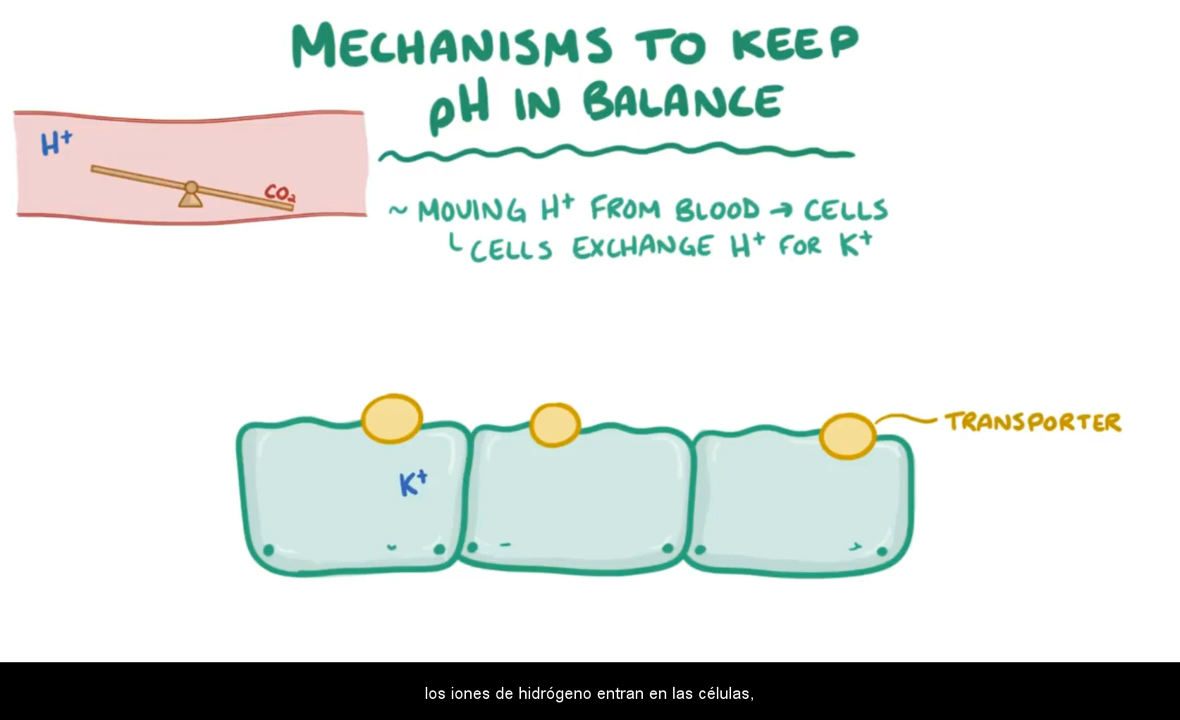 MECHANISMS TO KEEP
pH IN BALANCE
H+
CO2
~ MOVING H+ FROM BLOOD → CELLS
└ CELLS EXCHANGE H+ FOR K+
TRANSPORTER
K+
los iones de hidrógeno entran en las células,